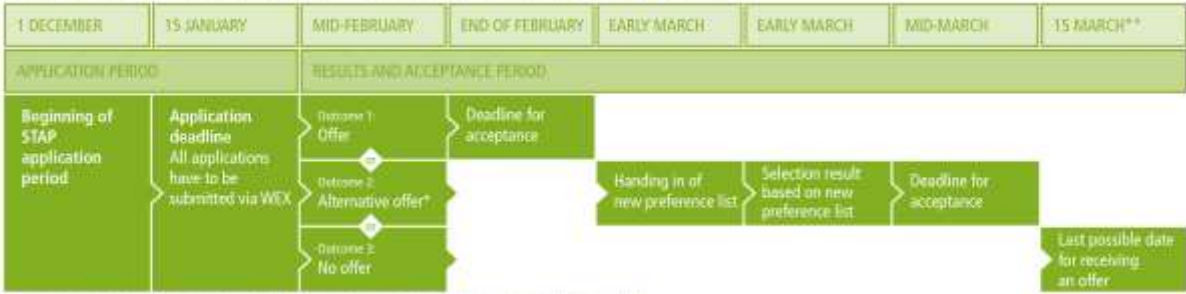 1 DECEMBER
15 JANUARY
MID-FEBRUARY
END OF FEBRUARY
EARLY MARCH
EARLY MARCH
MID-MARCH
15 MARCH**
APPLICATION PERIOD
RESULTS AND ACCEPTANCE PERIOD
Beginning of
STAP
application
period
Application
deadline
All applications
have to be
submitted via WEX
Outcome 1:
Offer
or
Outcome 2:
Alternative offer*
or
Outcome 3:
No offer
Deadline for
acceptance
Handing in of
new preference list
Selection result
based on new
preference list
Deadline for
acceptance
Last possible date
for receiving
an offer